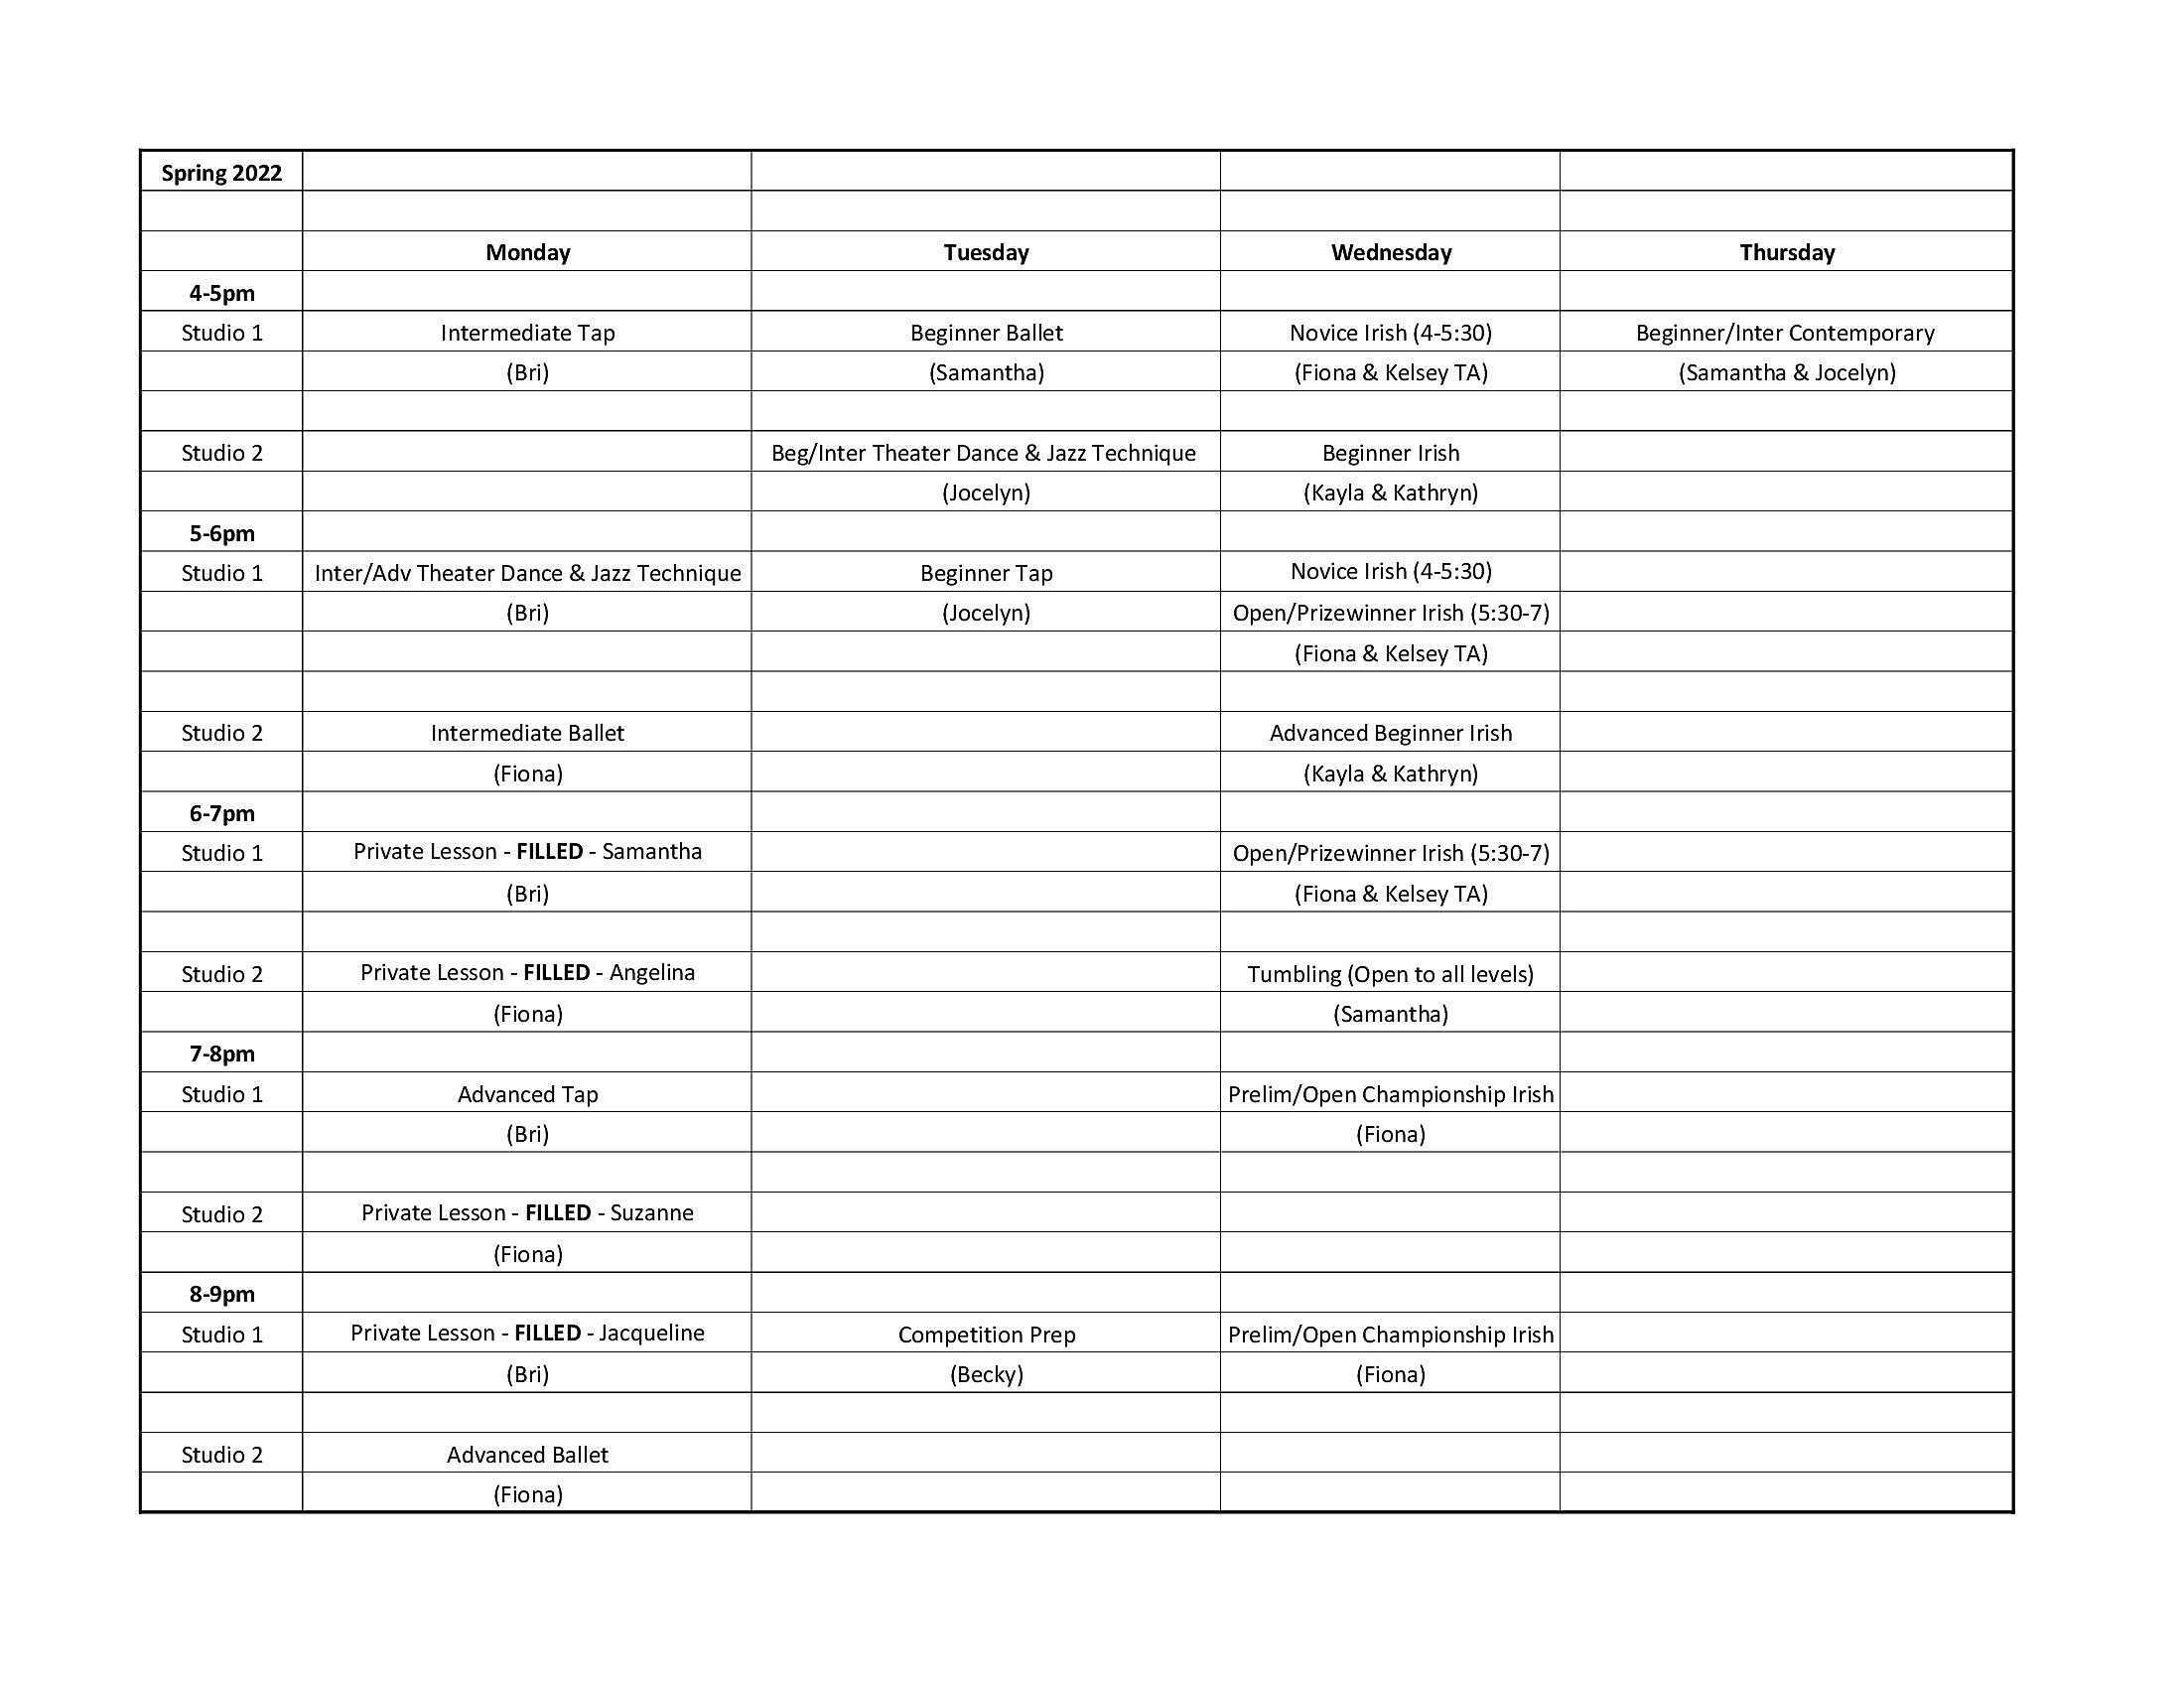 Spring 2022
Monday Tuesday Wednesday Thursday
4-5pm
Studio 1 Intermediate Tap Beginner Ballet Novice Irish (4-5:30) Beginner/Inter Contemporary
(Bri) (Samantha) (Fiona & Kelsey TA) (Samantha & Jocelyn)
Studio 2 Beg/Inter Theater Dance & Jazz Technique Beginner Irish
(Jocelyn) (Kayla & Kathryn)
5-6pm
Studio 1 Inter/Adv Theater Dance & Jazz Technique Beginner Tap Novice Irish (4-5:30)
(Bri) (Jocelyn) Open/Prizewinner Irish (5:30-7)
(Fiona & Kelsey TA)
Studio 2 Intermediate Ballet Advanced Beginner Irish
(Fiona) (Kayla & Kathryn)
6-7pm
Studio 1 Private Lesson - FILLED - Samantha Open/Prizewinner Irish (5:30-7)
(Bri) (Fiona & Kelsey TA)
Studio 2 Private Lesson - FILLED - Angelina Tumbling (Open to all levels)
(Fiona) (Samantha)
7-8pm
Studio 1 Advanced Tap Prelim/Open Championship Irish
(Bri) (Fiona)
Studio 2 Private Lesson - FILLED - Suzanne
(Fiona)
8-9pm
Studio 1 Private Lesson - FILLED - Jacqueline Competition Prep Prelim/Open Championship Irish
(Bri) (Becky) (Fiona)
Studio 2 Advanced Ballet
(Fiona)